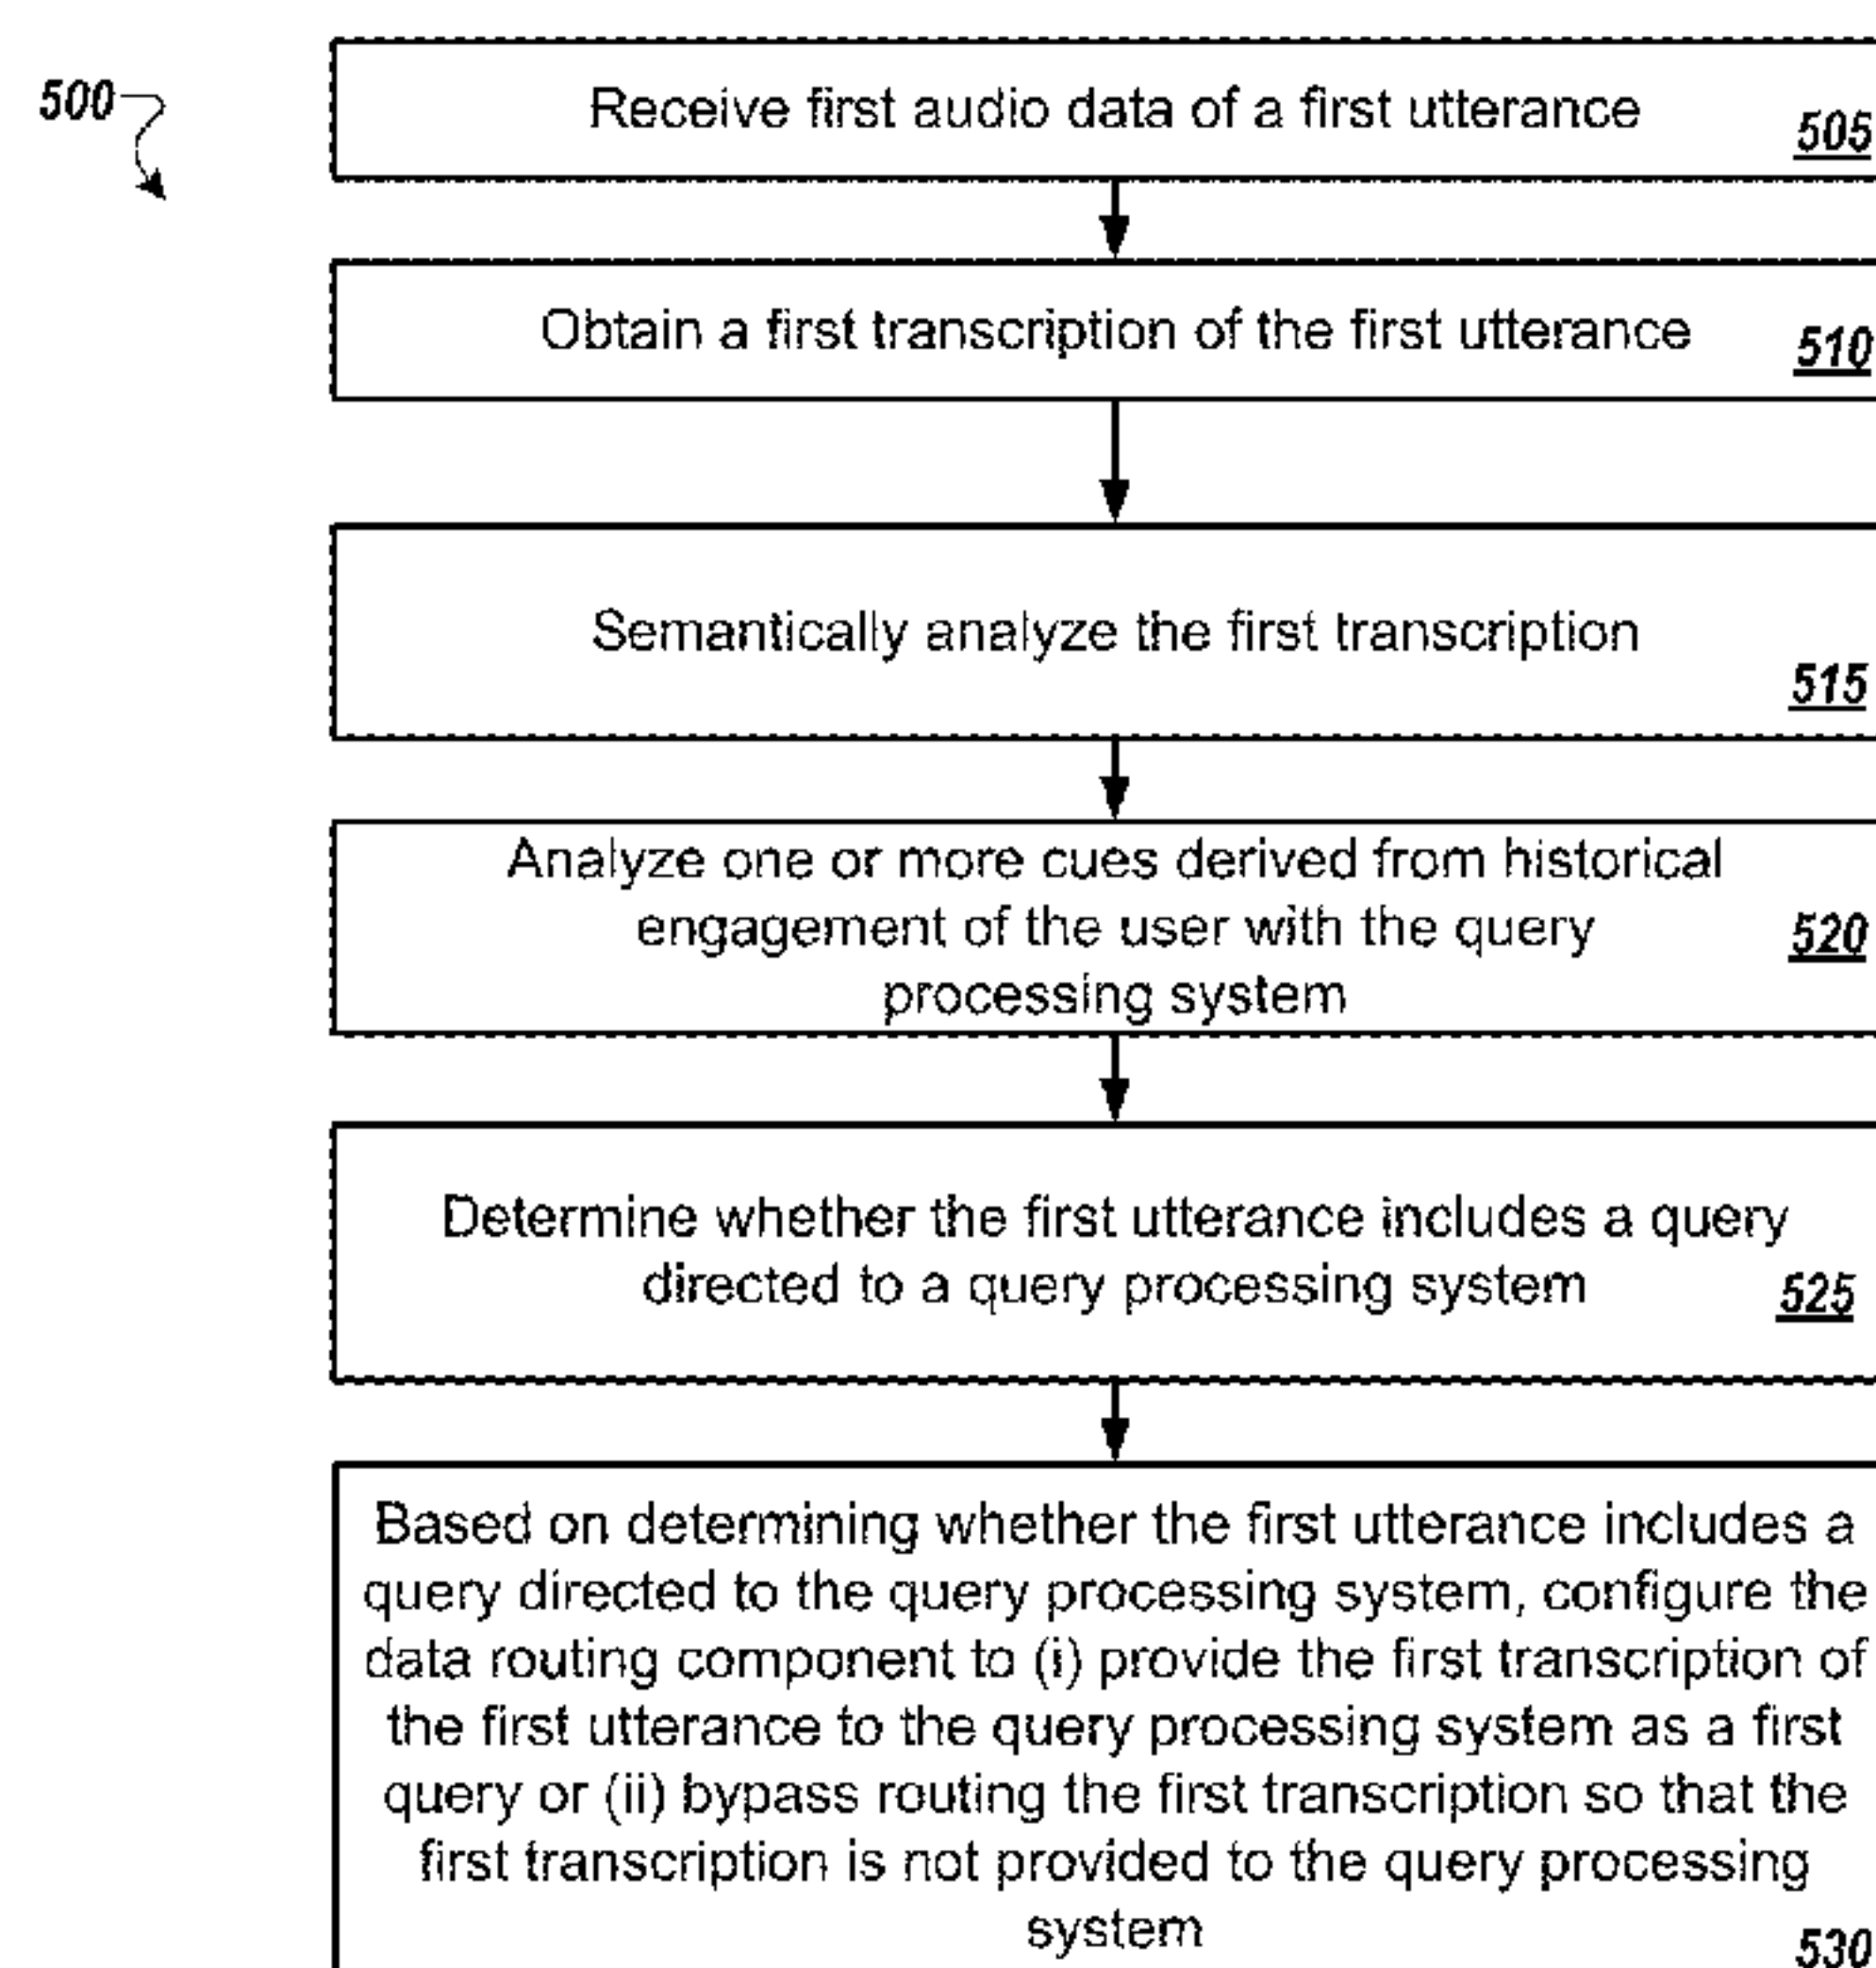 500
Receive first audio data of a first utterance
505
Obtain a first transcription of the first utterance
510
Semantically analyze the first transcription
515
Analyze one or more cues derived from historical
engagement of the user with the query
processing system
520
Determine whether the first utterance includes a query
directed to a query processing system
525
Based on determining whether the first utterance includes a
query directed to the query processing system, configure the
data routing component to (i) provide the first transcription of
the first utterance to the query processing system as a first
query or (ii) bypass routing the first transcription so that the
first transcription is not provided to the query processing
system
530